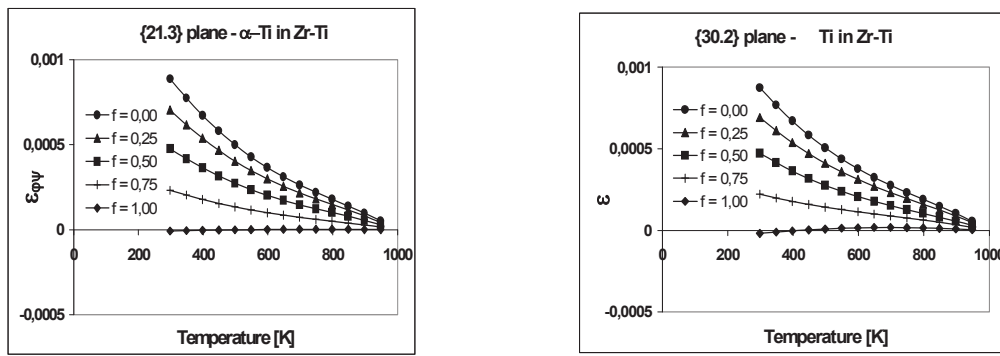 {21.3} plane - α–Ti in Zr-Ti
0,001
0,0005
0
-0,0005
f = 0,00
f = 0,25
f = 0,50
f = 0,75
f = 1,00
εφψ
0 200 400 600 800 1000
Temperature [K]
{30.2} plane - Ti in Zr-Ti
0,001
0,0005
0
-0,0005
f = 0,00
f = 0,25
f = 0,50
f = 0,75
f = 1,00
ε
0 200 400 600 800 1000
Temperature [K]